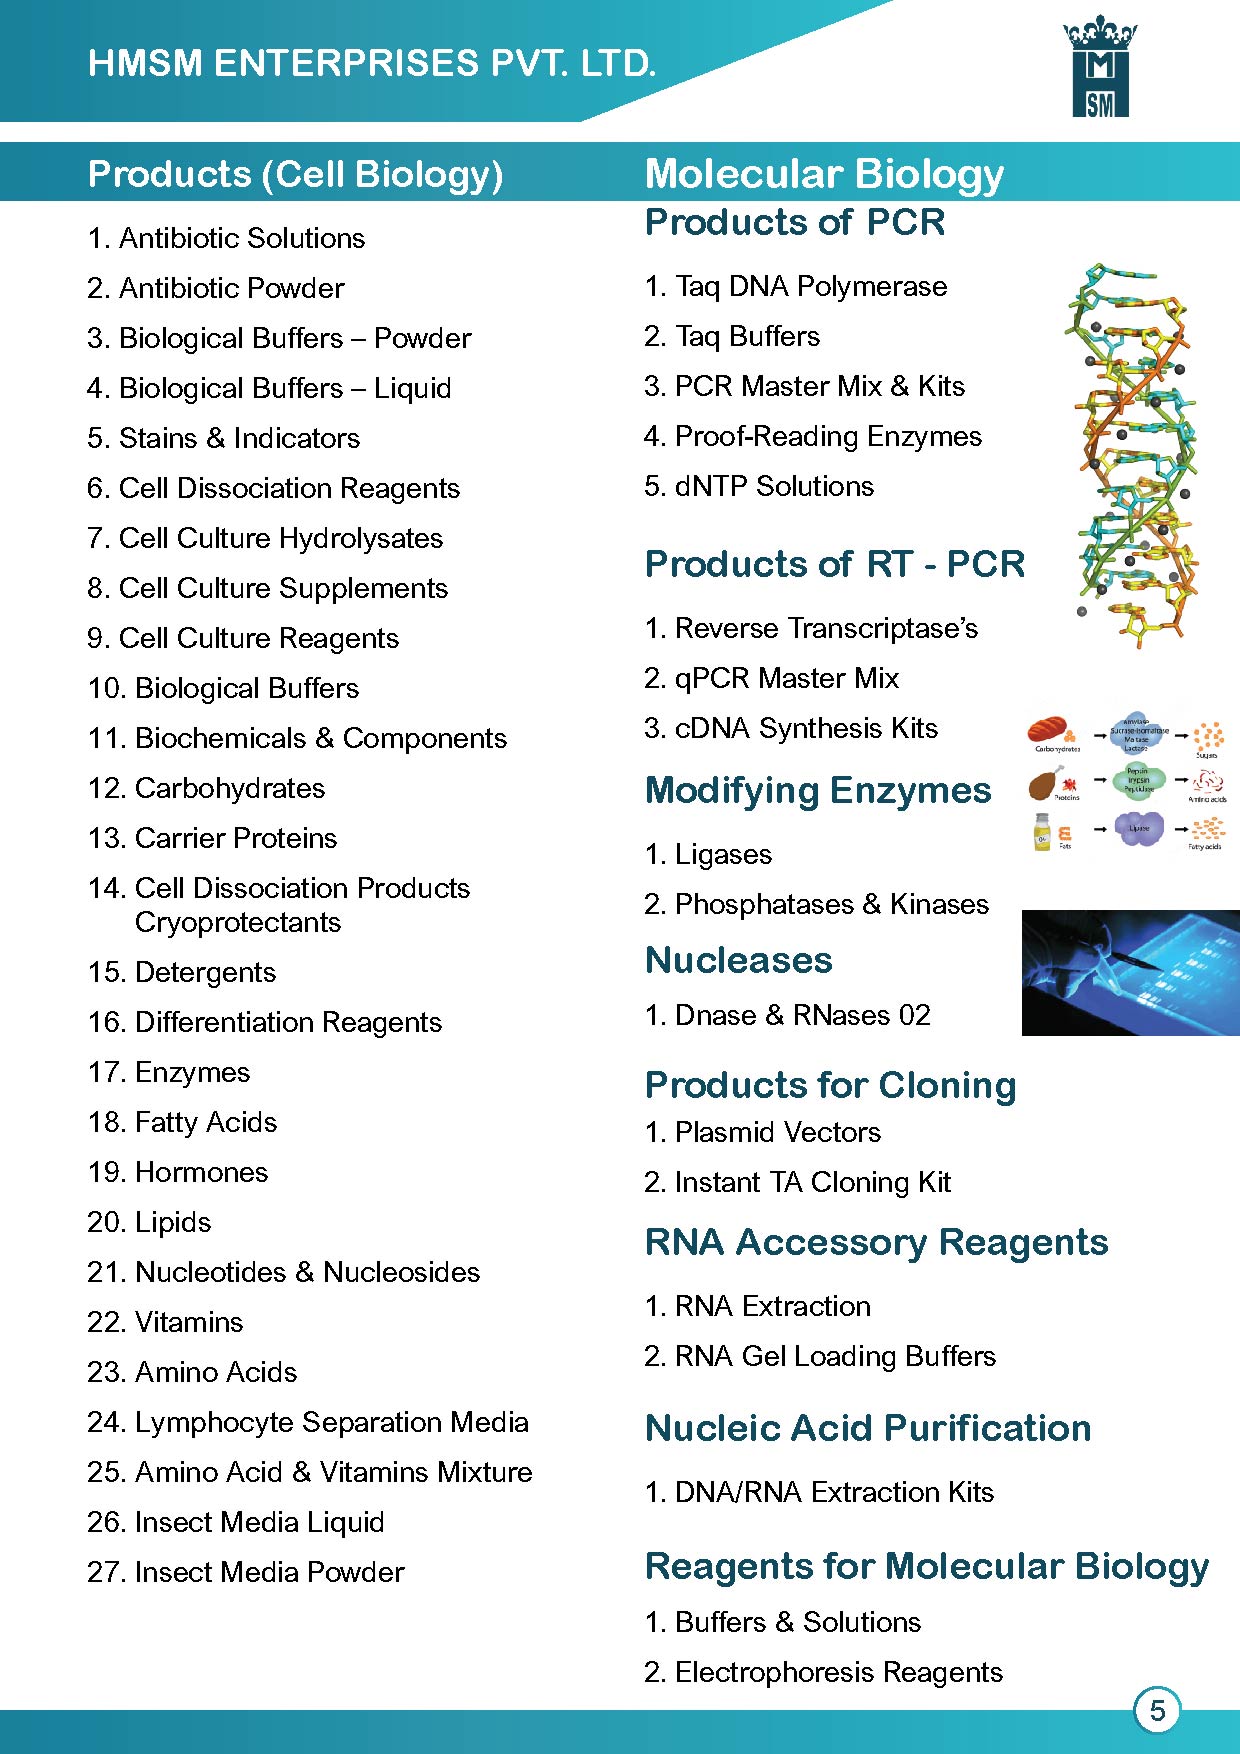 HMSM ENTERPRISES PVT. LTD.
M
SM
Products (Cell Biology)
1. Antibiotic Solutions
2. Antibiotic Powder
3. Biological Buffers – Powder
4. Biological Buffers – Liquid
5. Stains & Indicators
6. Cell Dissociation Reagents
7. Cell Culture Hydrolysates
8. Cell Culture Supplements
9. Cell Culture Reagents
10. Biological Buffers
11. Biochemicals & Components
12. Carbohydrates
13. Carrier Proteins
14. Cell Dissociation Products
Cryoprotectants
15. Detergents
16. Differentiation Reagents
17. Enzymes
18. Fatty Acids
19. Hormones
20. Lipids
21. Nucleotides & Nucleosides
22. Vitamins
23. Amino Acids
24. Lymphocyte Separation Media
25. Amino Acid & Vitamins Mixture
26. Insect Media Liquid
27. Insect Media Powder
Molecular Biology
Products of PCR
1. Taq DNA Polymerase
2. Taq Buffers
3. PCR Master Mix & Kits
4. Proof-Reading Enzymes
5. dNTP Solutions
Products of RT - PCR
1. Reverse Transcriptase’s
2. qPCR Master Mix
3. cDNA Synthesis Kits
Modifying Enzymes
1. Ligases
2. Phosphatases & Kinases
Nucleases
1. Dnase & RNases 02
Products for Cloning
1. Plasmid Vectors
2. Instant TA Cloning Kit
RNA Accessory Reagents
1. RNA Extraction
2. RNA Gel Loading Buffers
Nucleic Acid Purification
1. DNA/RNA Extraction Kits
Reagents for Molecular Biology
1. Buffers & Solutions
2. Electrophoresis Reagents
Carbohydrates
Amylase
Sucrase-isomaltase
Maltase
Lactase
Sugars
Proteins
Pepsin
Trypsin
Peptidase
Amino acids
Fats
Lipase
Fatty acids
5